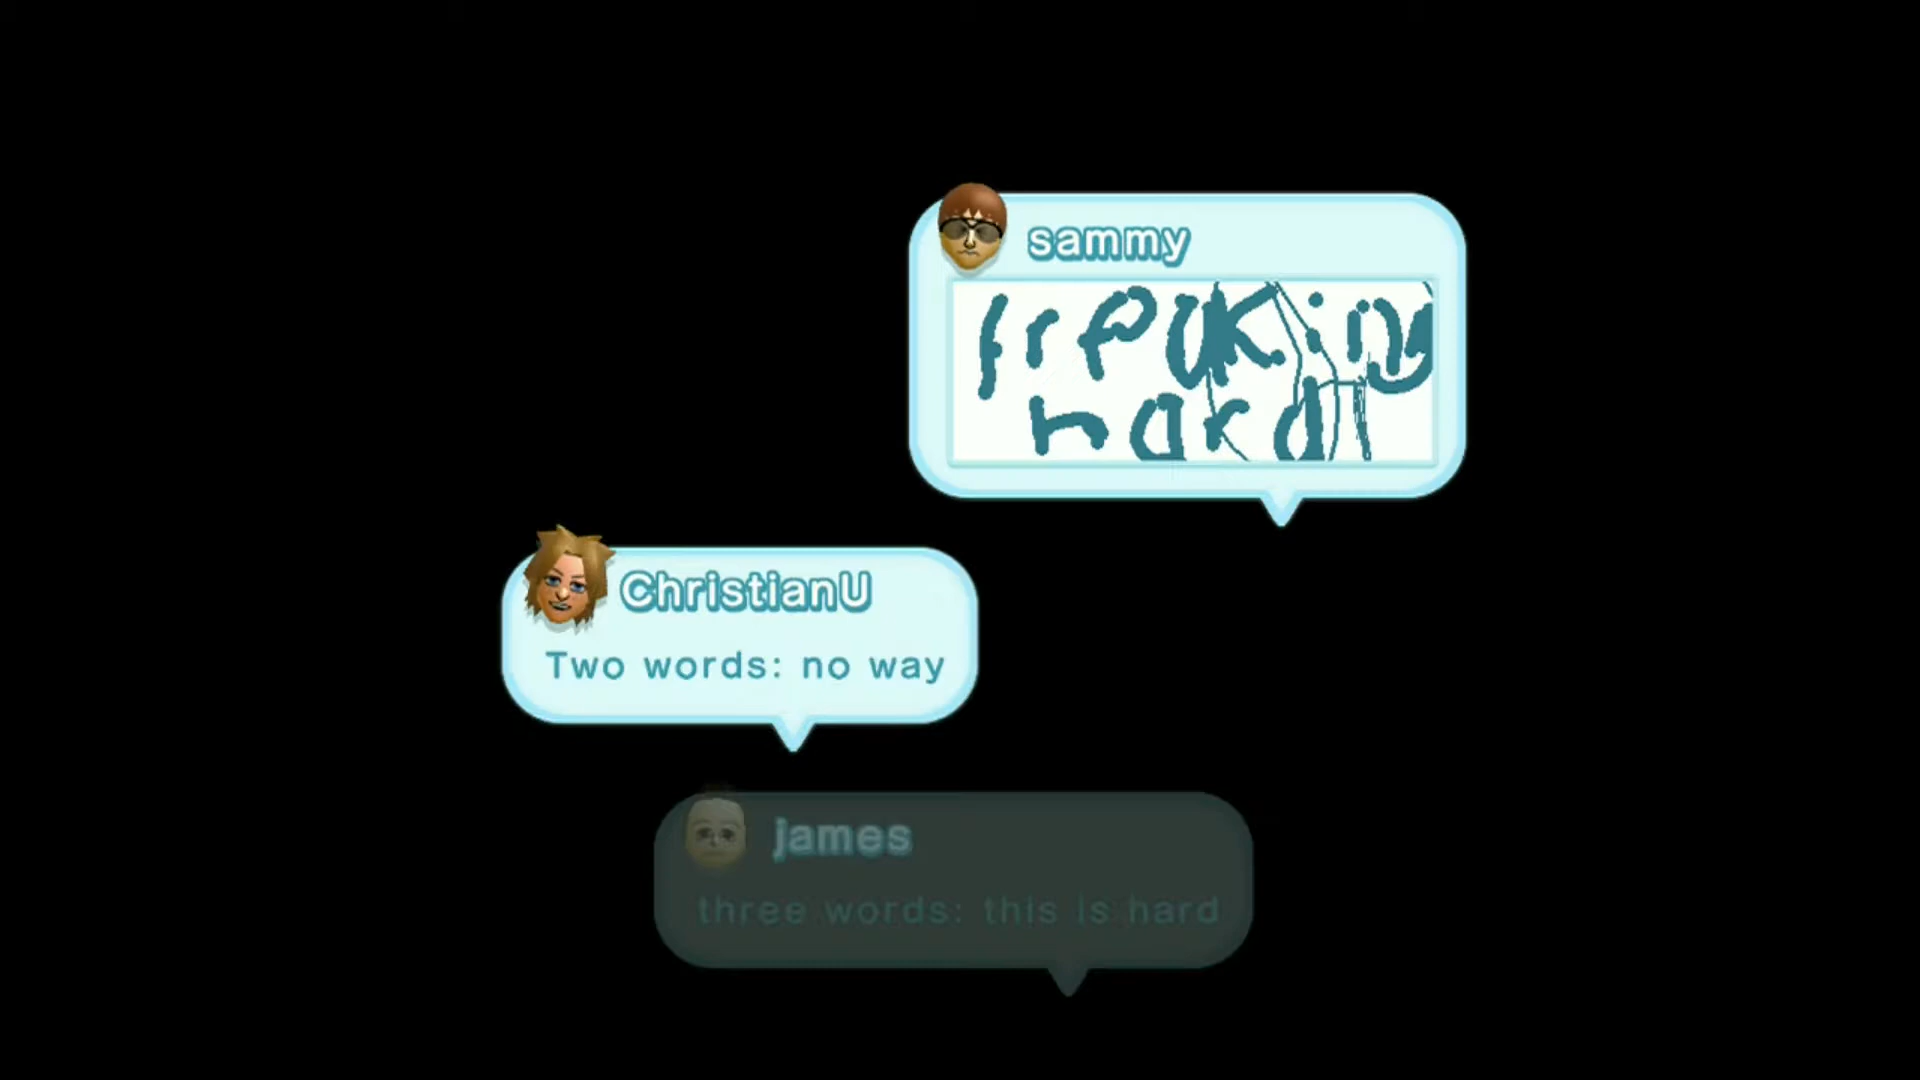 sammy
freaking
hard
ChristianU
Two words: no way
james
three words: this is hard